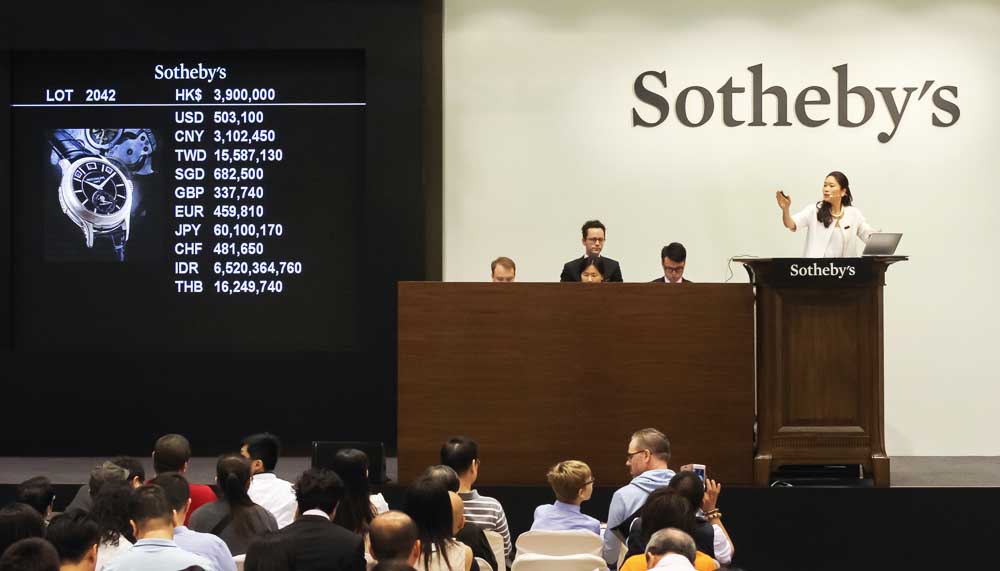 Sotheby's
LOT 2042 HK$ 3,900,000
USD 503,100
CNY 3,102,450
TWD 15,587,130
SGD 682,500
GBP 337,740
EUR 459,810
JPY 60,100,170
CHF 481,650
IDR 6,520,364,760
THB 16,249,740
Sotheby's
Sotheby's